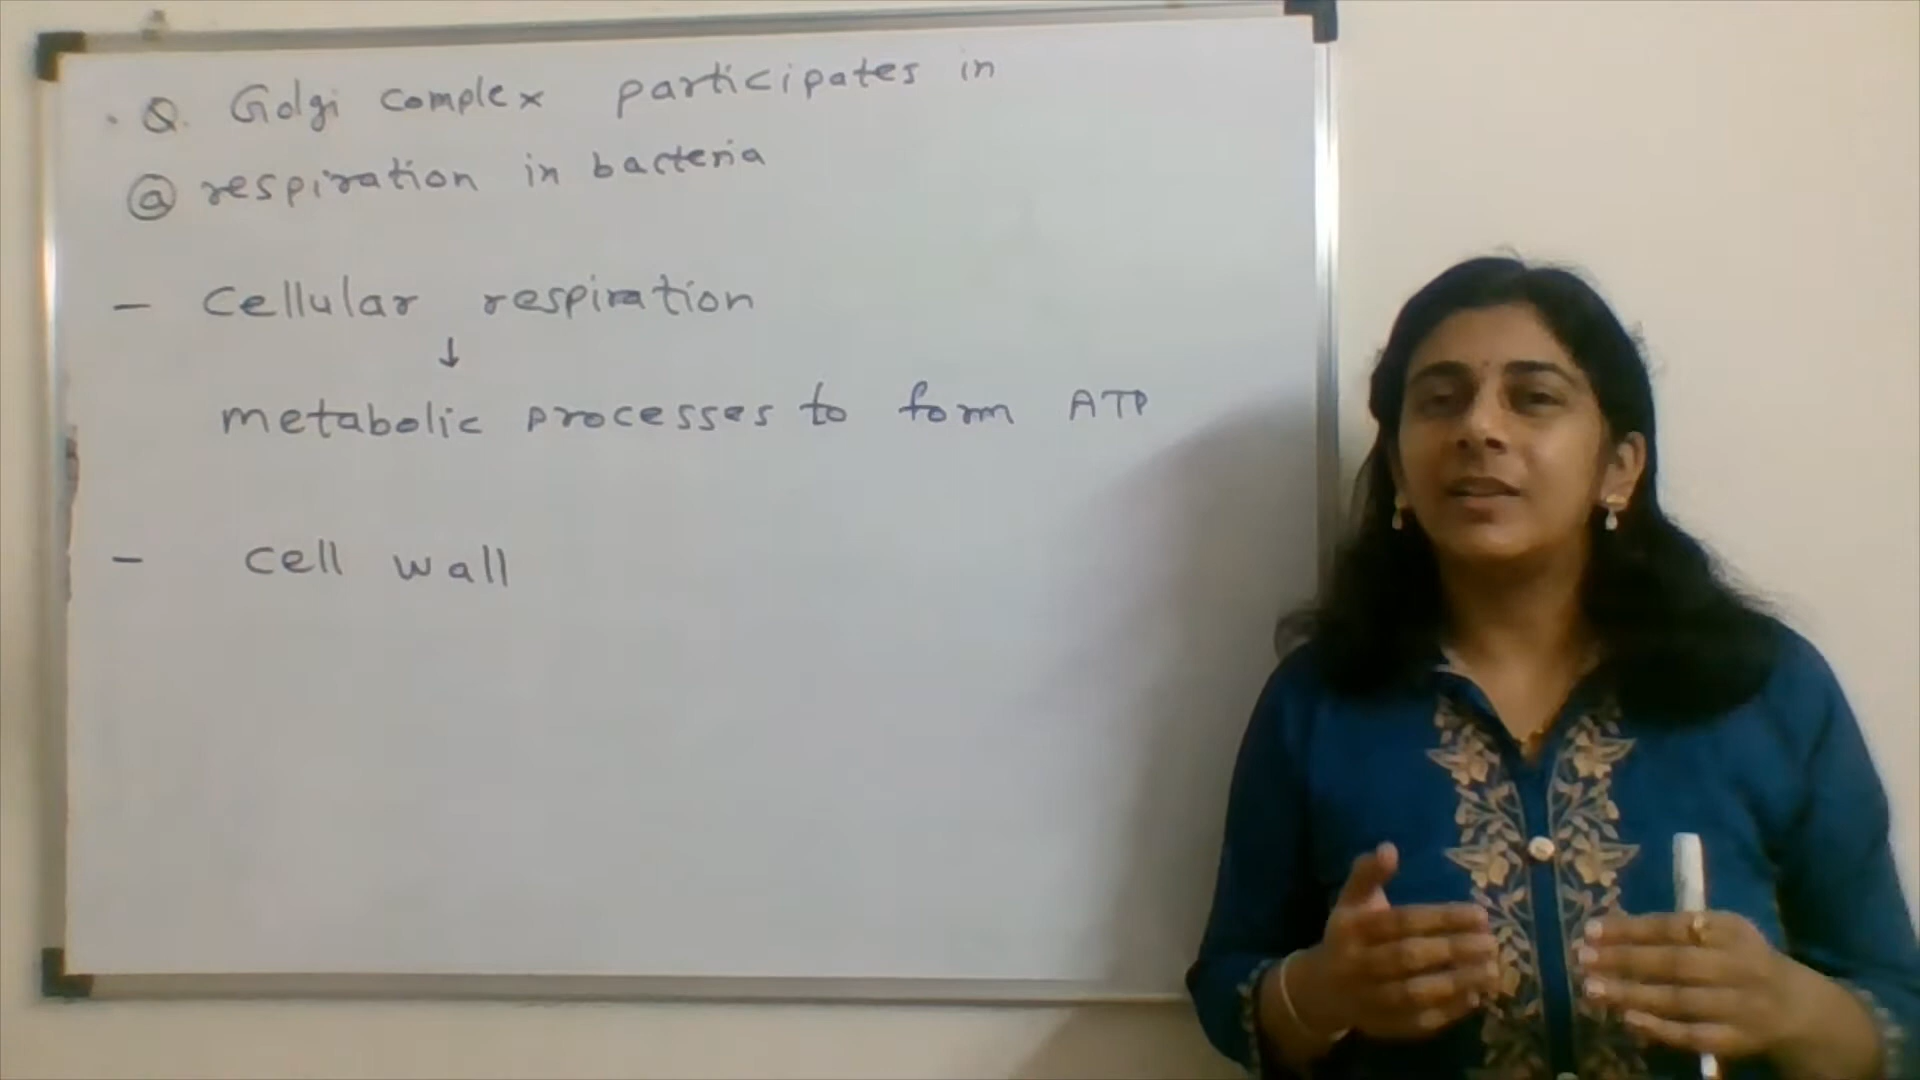 . Q. Golgi complex participates in
ⓐ respiration in bacteria
- Cellular respiration
↓
metabolic processes to form ATP
- cell wall